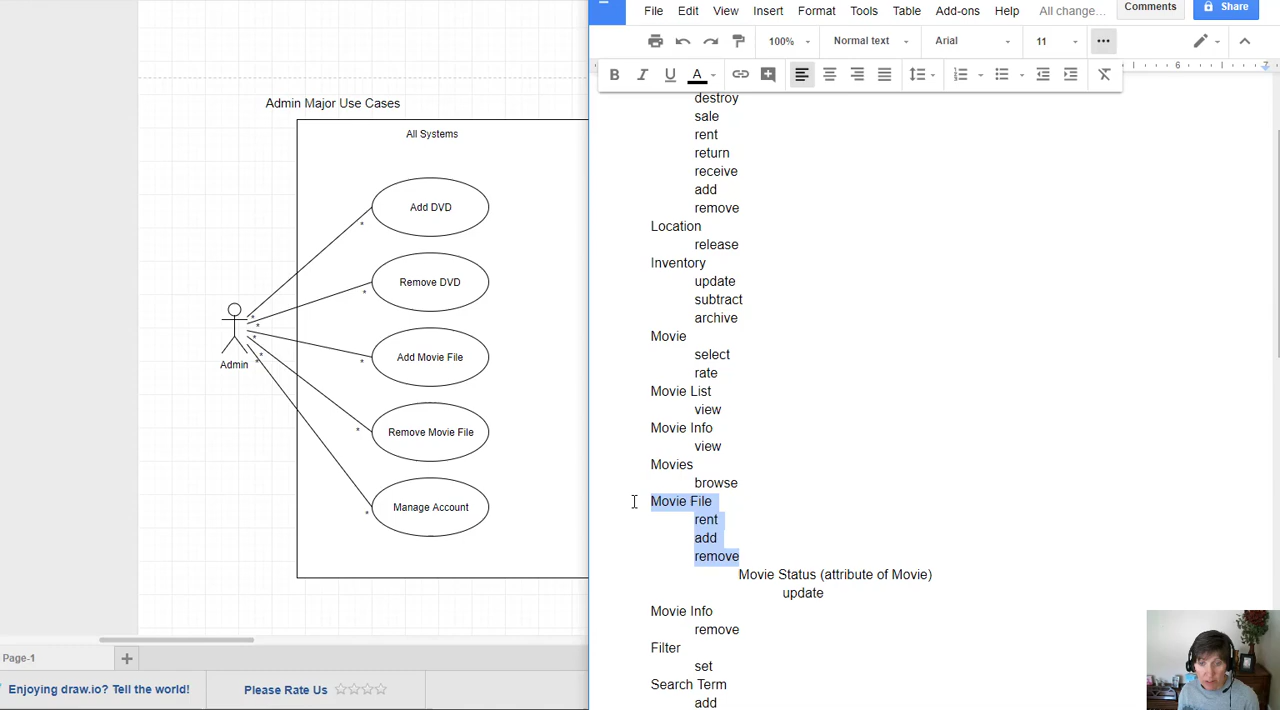 File Edit View Insert Format Tools Table Add-ons Help All change... Comments Share
100% Normal text Arial 11
B I U A
6 7
Admin Major Use Cases
All Systems
Add DVD
Remove DVD
Add Movie File
Remove Movie File
Manage Account
Admin
* * * * *
* * * * *
Page-1
Enjoying draw.io? Tell the world! Please Rate Us
destroy
sale
rent
return
receive
add
remove
Location
release
Inventory
update
subtract
archive
Movie
select
rate
Movie List
view
Movie Info
view
Movies
browse
Movie File
rent
add
remove
Movie Status (attribute of Movie)
update
Movie Info
remove
Filter
set
Search Term
add